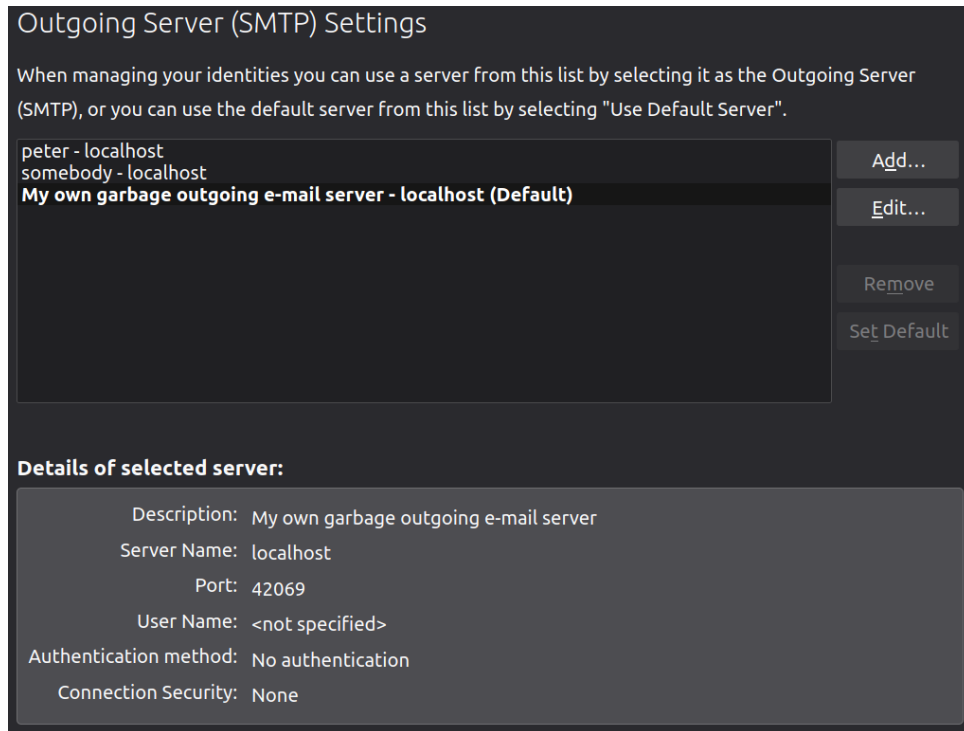 Outgoing Server (SMTP) Settings
When managing your identities you can use a server from this list by selecting it as the Outgoing Server
(SMTP), or you can use the default server from this list by selecting "Use Default Server".
peter - localhost
somebody - localhost
My own garbage outgoing e-mail server - localhost (Default)
Add...
Edit...
Remove
Set Default
Details of selected server:
Description: My own garbage outgoing e-mail server
Server Name: localhost
Port: 42069
User Name: <not specified>
Authentication method: No authentication
Connection Security: None